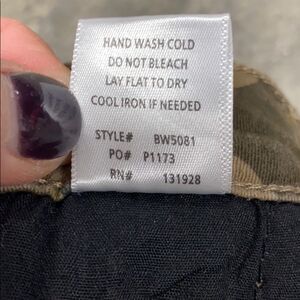 HAND WASH COLD
DO NOT BLEACH
LAY FLAT TO DRY
COOL IRON IF NEEDED
STYLE# BW5081
PO# P1173
RN# 131928